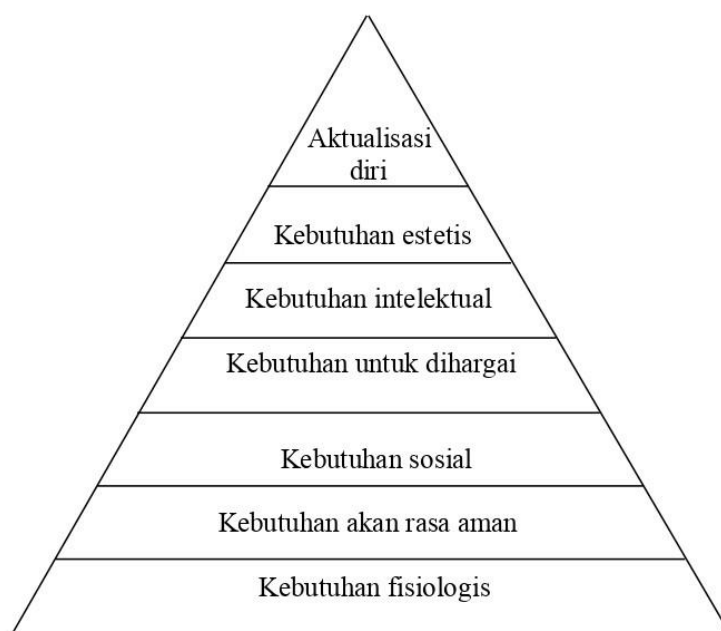 Aktualisasi
diri
Kebutuhan estetis
Kebutuhan intelektual
Kebutuhan untuk dihargai
Kebutuhan sosial
Kebutuhan akan rasa aman
Kebutuhan fisiologis